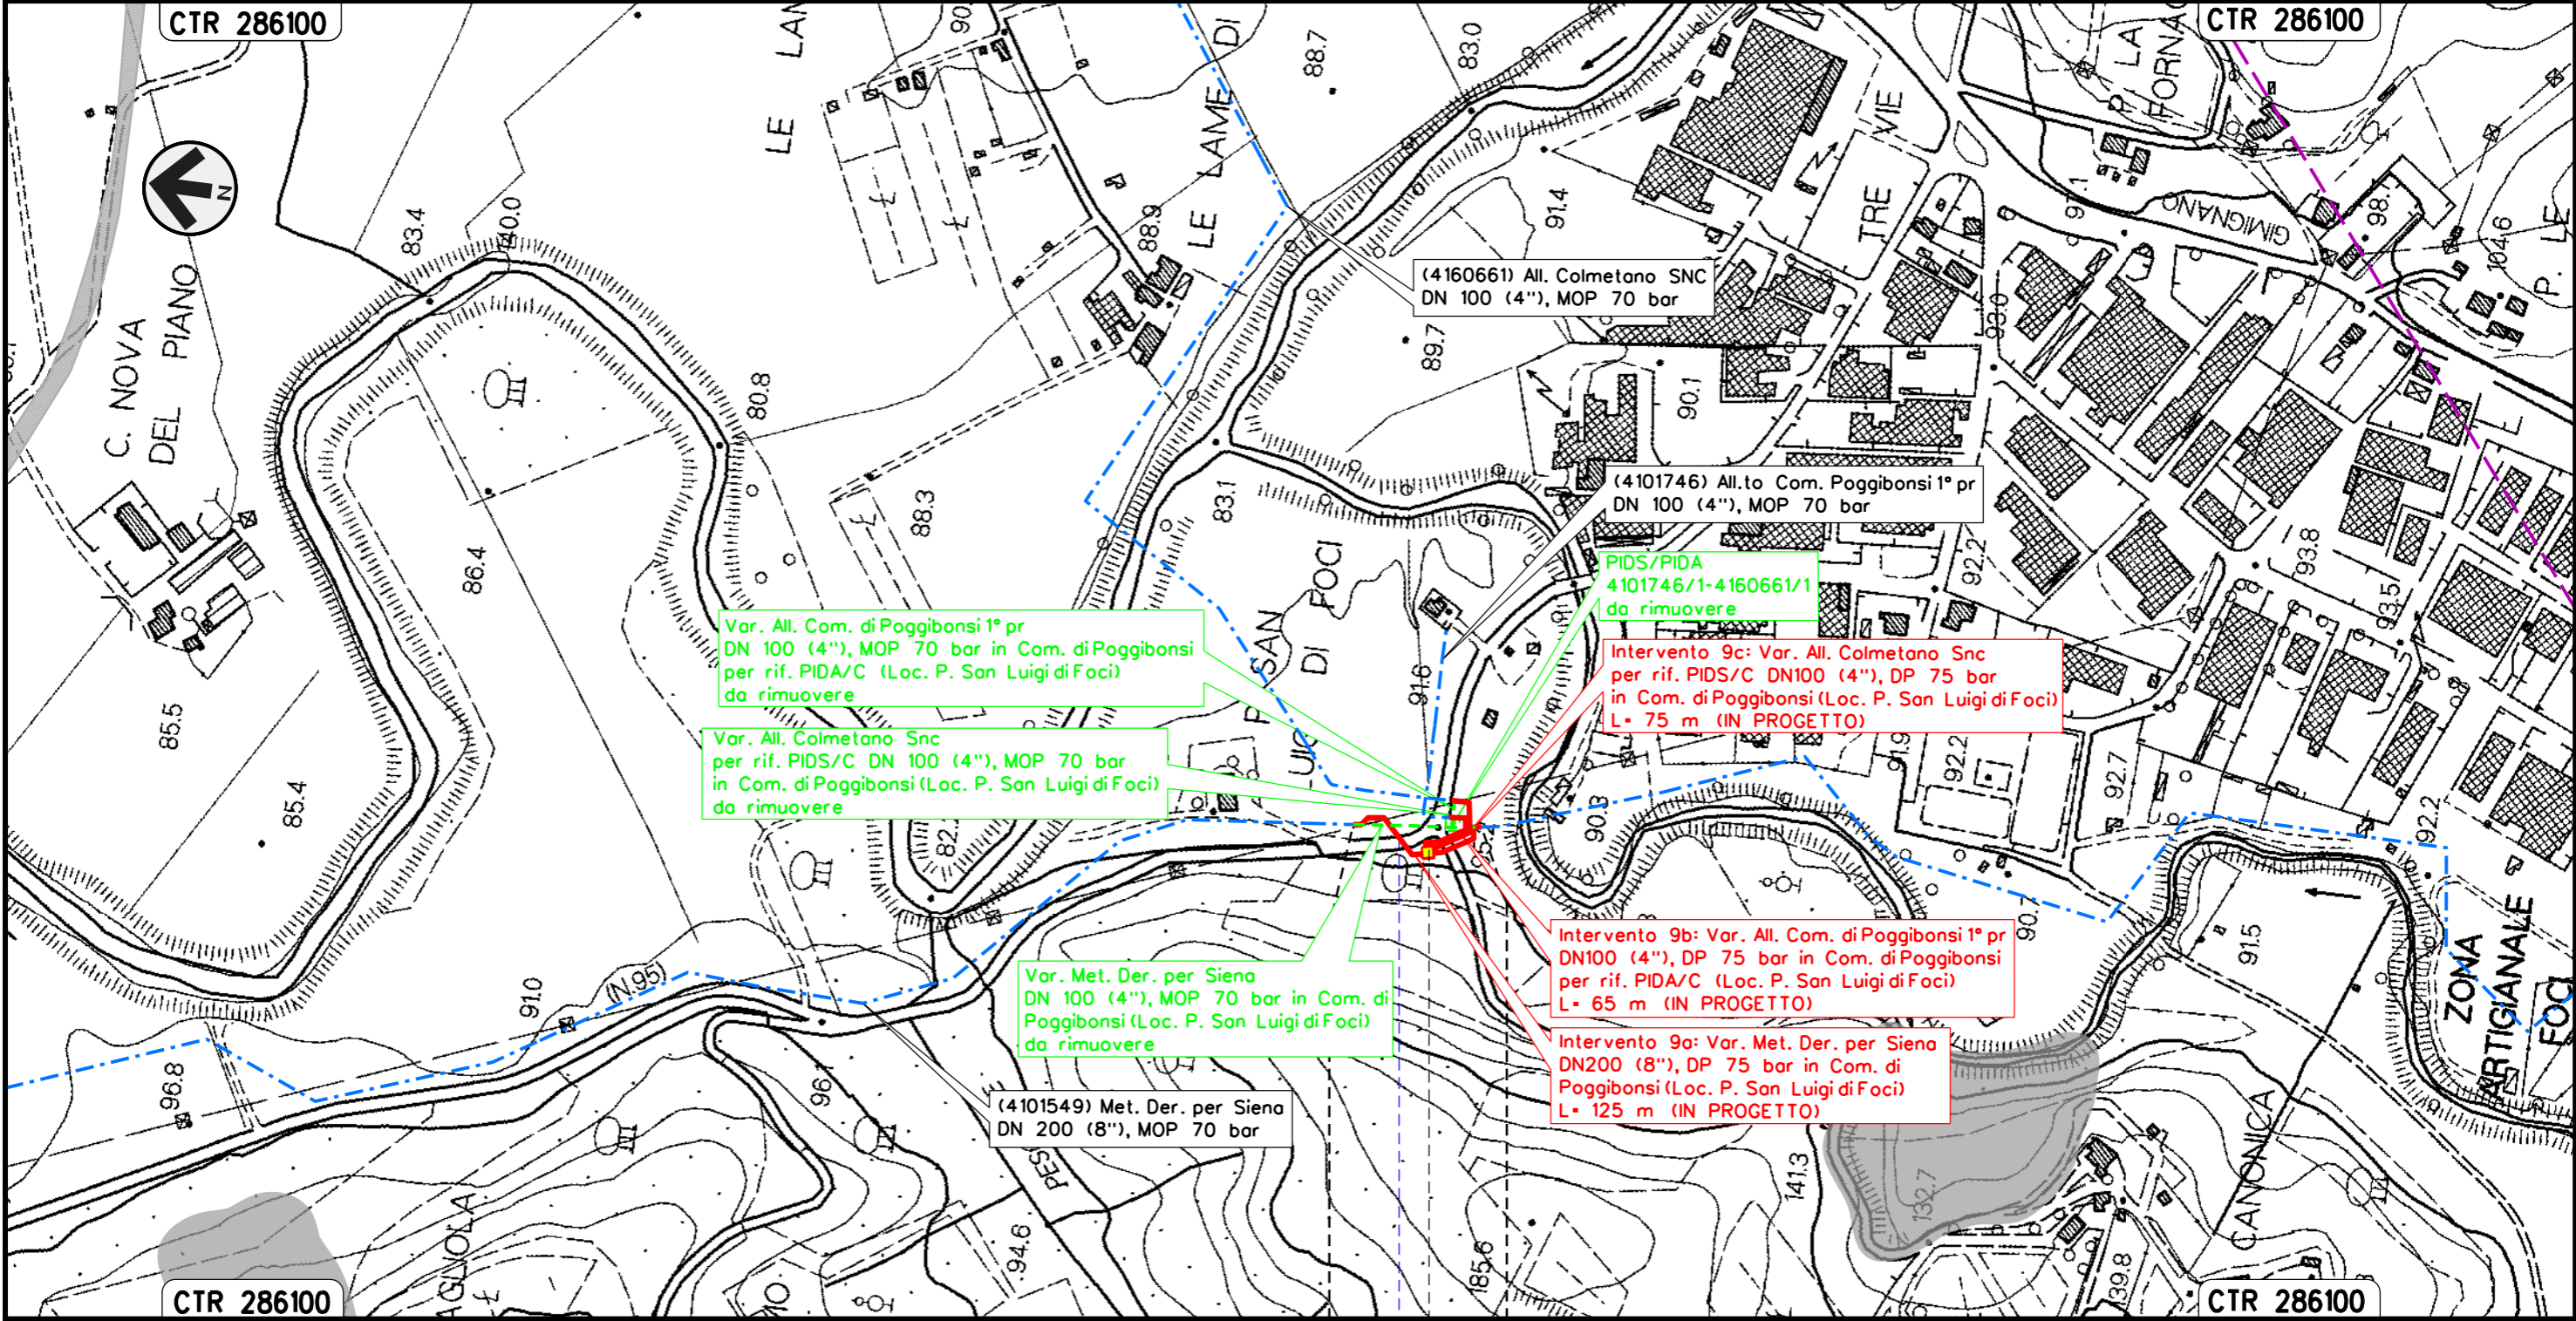 CTR 286100
CTR 286100
N
LE LAME DI
88.7
83.0
P. LA
FORNAC
TRE VIE
91.4
GIMIGNANO
98.1
104.6
P. LE
83.4
140.0
88.9
C. NOVA
DEL PIANO
80.8
(4160661) All. Colmetano SNC
DN 100 (4"), MOP 70 bar
89.7
93.0
90.1
88.3
83.1
86.4
(4101746) All.to Com. Poggibonsi 1° pr
DN 100 (4"), MOP 70 bar
92.2
93.8
93.5
PIDS/PIDA
4101746/1-4160661/1
da rimuovere
Var. All. Com. di Poggibonsi 1° pr
DN 100 (4"), MOP 70 bar in Com. di Poggibonsi
per rif. PIDA/C (Loc. P. San Luigi di Foci)
da rimuovere
Intervento 9c: Var. All. Colmetano Snc
per rif. PIDS/C DN100 (4"), DP 75 bar
in Com. di Poggibonsi (Loc. P. San Luigi di Foci)
L= 75 m (IN PROGETTO)
SAN
DI FOCI
91.6
85.5
Var. All. Colmetano Snc
per rif. PIDS/C DN 100 (4"), MOP 70 bar
in Com. di Poggibonsi (Loc. P. San Luigi di Foci)
da rimuovere
85.4
90.3
91.9
92.2
92.7
92.2
90.7
91.5
Intervento 9b: Var. All. Com. di Poggibonsi 1° pr
DN100 (4"), DP 75 bar in Com. di Poggibonsi
per rif. PIDA/C (Loc. P. San Luigi di Foci)
L= 65 m (IN PROGETTO)
ZONA
ARTIGIANALE
FOCI
91.0
(N 95)
Var. Met. Der. per Siena
DN 100 (4"), MOP 70 bar in Com. di
Poggibonsi (Loc. P. San Luigi di Foci)
da rimuovere
Intervento 9a: Var. Met. Der. per Siena
DN200 (8"), DP 75 bar in Com. di
Poggibonsi (Loc. P. San Luigi di Foci)
L= 125 m (IN PROGETTO)
96.8
96.1
(4101549) Met. Der. per Siena
DN 200 (8"), MOP 70 bar
PES
141.3
132.7
CANONICA
AGLNOLA
94.6
185.6
139.8
CTR 286100
CTR 286100